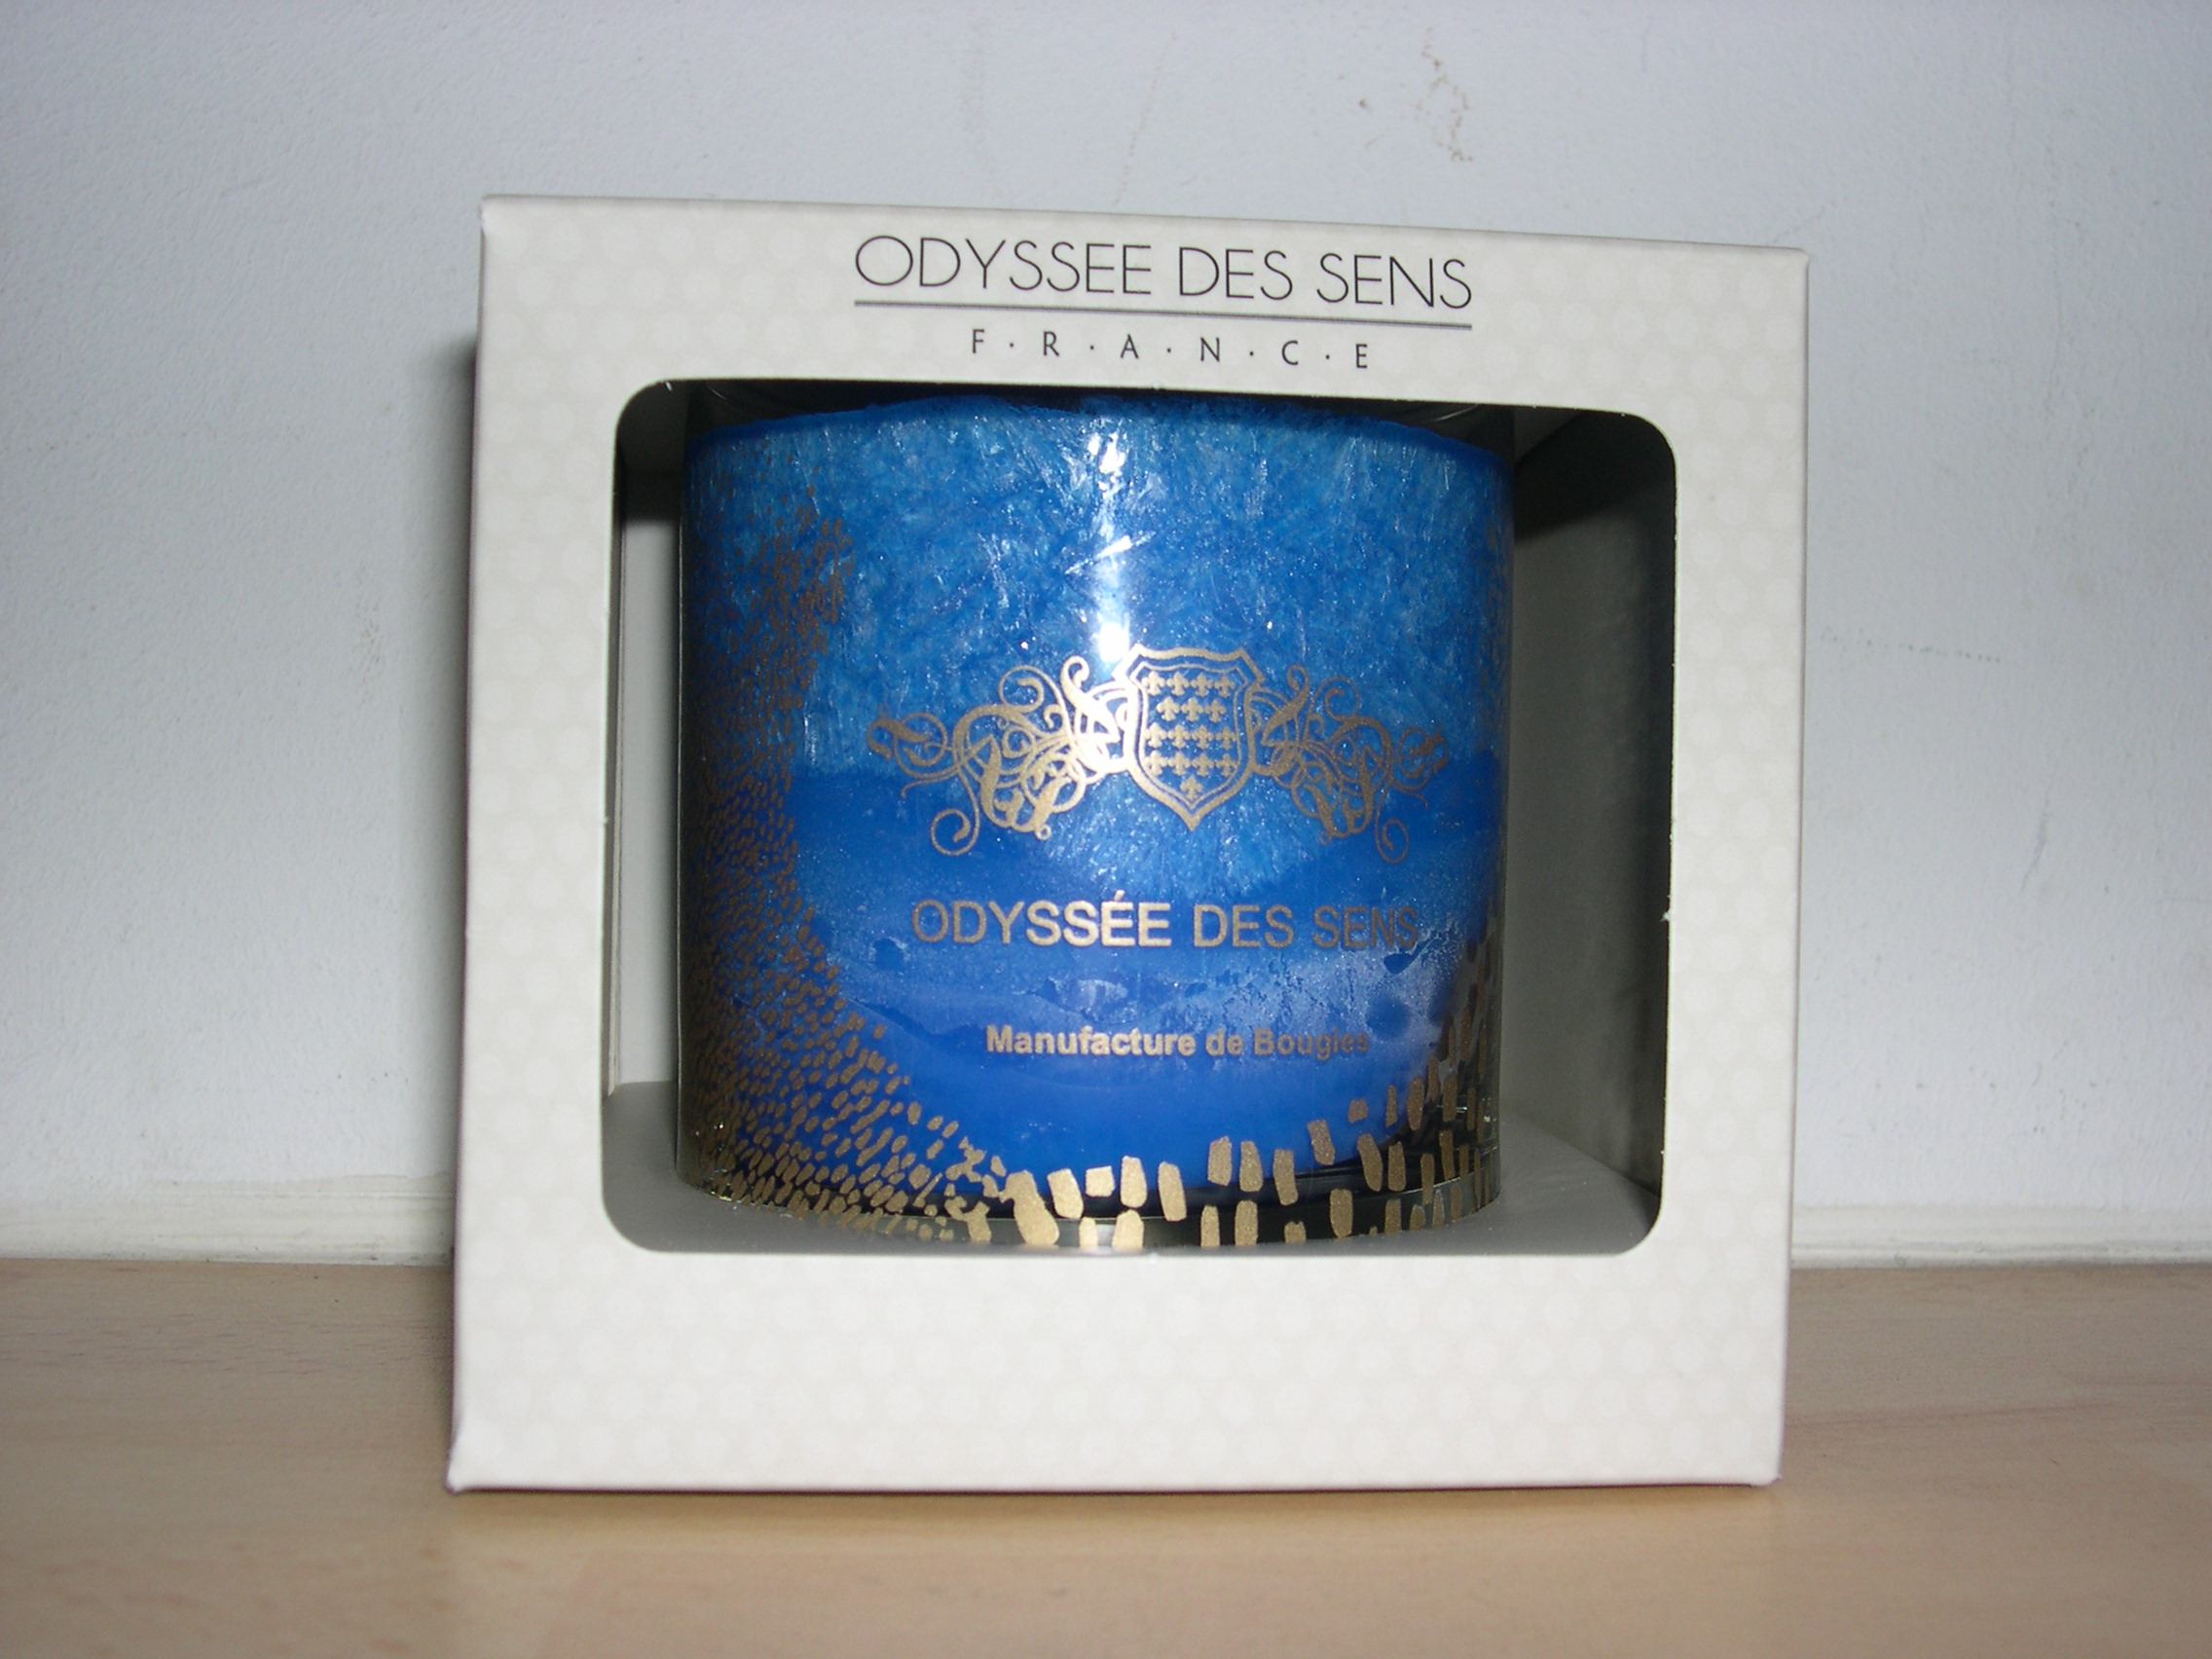 ODYSSEE DES SENS
F·R·A·N·C·E
ODYSSÉE DES SENS
Manufacture de Bougies